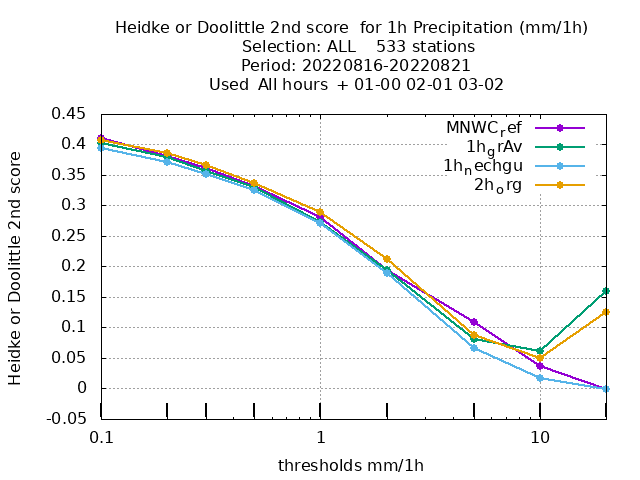 Heidke or Doolittle 2nd score  for 1h Precipitation (mm/1h)
Selection: ALL    533 stations
Period: 20220816-20220821
Used  All hours  + 01-00 02-01 03-02
MNWC_ref
1h_grAv
1h_nechgu
2h_org
Heidke or Doolittle 2nd score
0.45
0.4
0.35
0.3
0.25
0.2
0.15
0.1
0.05
0
-0.05
0.1 1 10
thresholds mm/1h